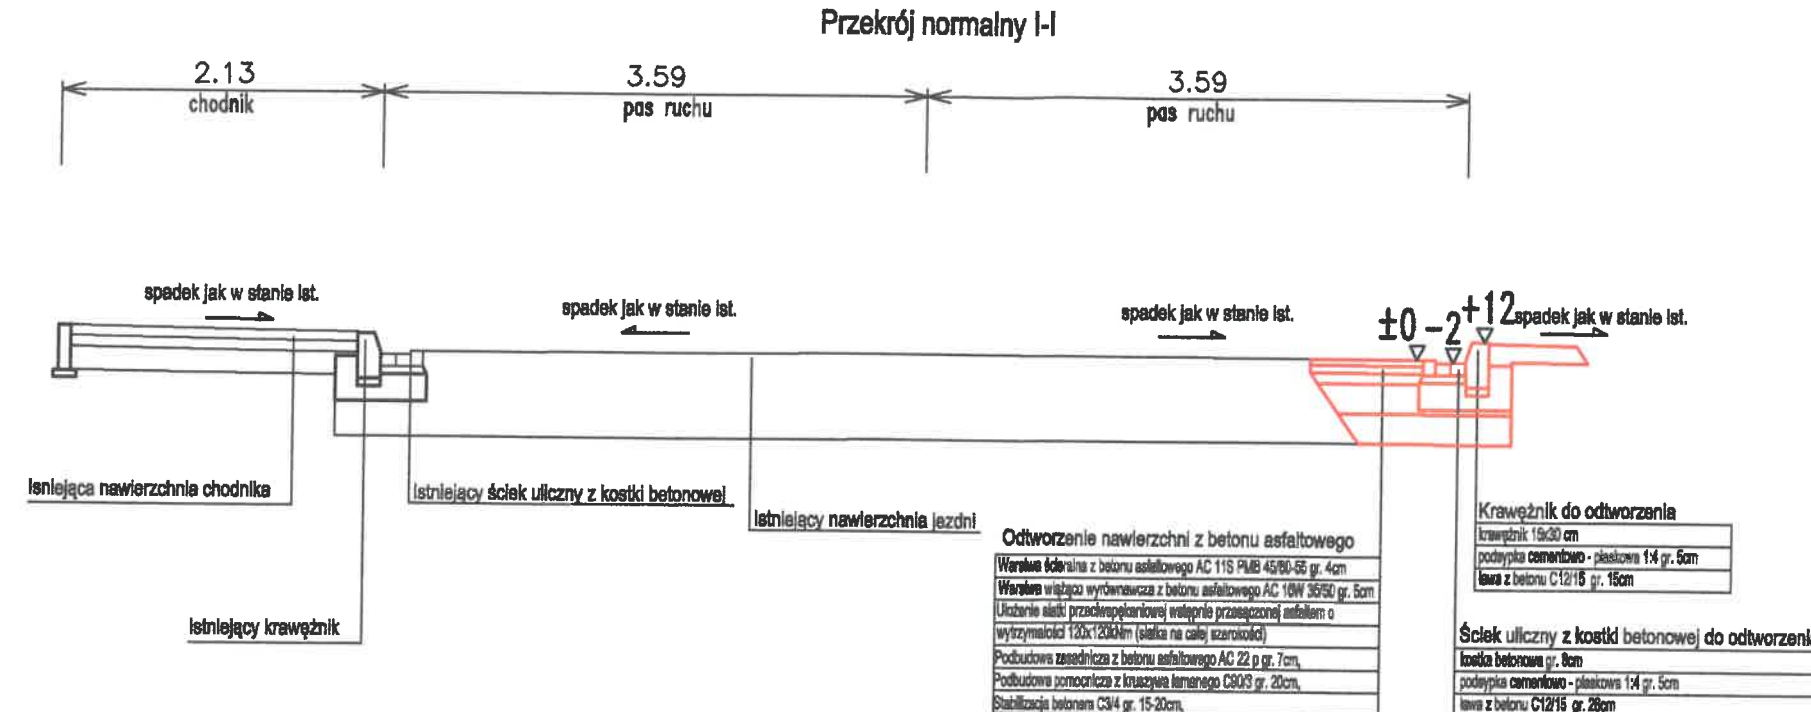 Przekrój normalny I-I
2.13
chodnik
3.59
pas ruchu
3.59
pas ruchu
spadek jak w stanie ist.
spadek jak w stanie ist.
spadek jak w stanie ist.
±0
-2
+12
spadek jak w stanie ist.
Isniejąca nawierzchnia chodnika
Istniejący ściek uliczny z kostki betonowej
Istniejący nawierzchnia jezdni
Istniejący krawężnik
Odtworzenie nawierzchni z betonu asfaltowego
Warstwa ścieralna z betonu asfaltowego AC 11S PMB 45/80-55 gr. 4cm
Warstwa wiążąco wyrównawcza z betonu asfaltowego AC 16W 35/50 gr. 5cm
Ułożenie siatki przeciwspękaniowej wstępnie przesączonej asfaltem o
wytrzymałości 120x120kN/m (siatka na całej szerokości)
Podbudowa zasadnicza z betonu asfaltowego AC 22 p gr. 7cm,
Podbudowa pomocnicza z kruszywa łamanego C90/3 gr. 20cm,
Stabilizacja betonem C3/4 gr. 15-20cm,
Krawężnik do odtworzenia
krawężnik 15x30 cm
podsypka cementowo - piaskowa 1:4 gr. 5cm
ława z betonu C12/15 gr. 15cm
Ściek uliczny z kostki betonowej do odtworzeni
kostka betonowa gr. 8cm
podsypka cementowo - piaskowa 1:4 gr. 5cm
ława z betonu C12/15 gr. 28cm